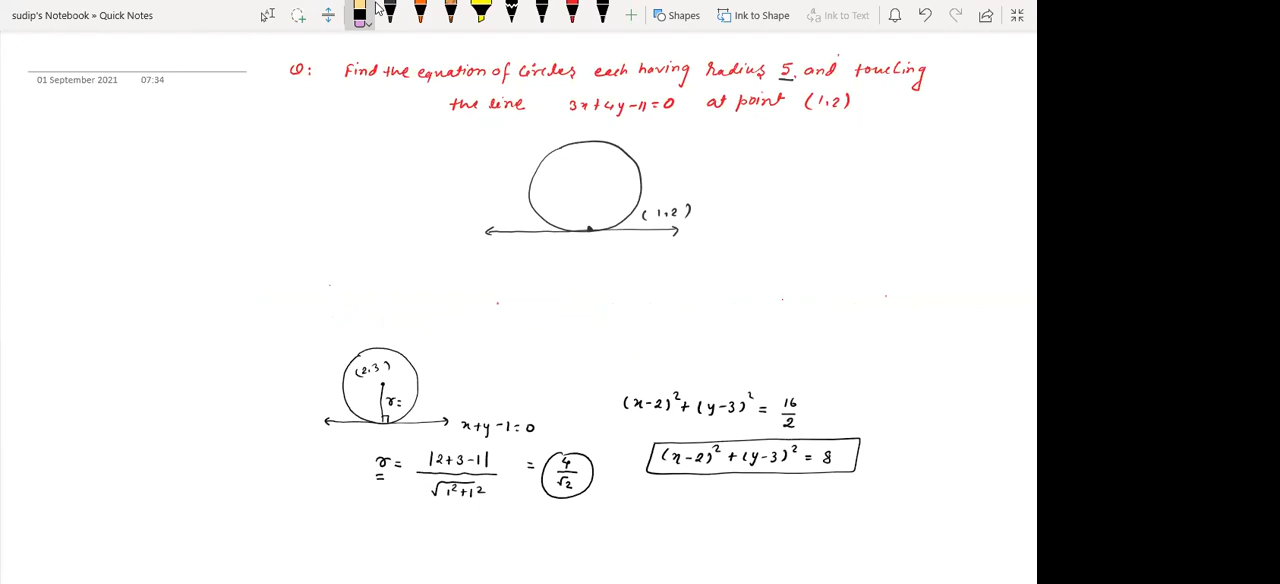 sudip's Notebook » Quick Notes
Shapes
Ink to Shape
Ink to Text
01 September 2021 07:34
Q: Find the equation of Circles each having radius 5. and touching
the line 3x+4y-11=0 at point (1,2)
(1,2)
(2,3)
r=
x+y-1=0
r= |2+3-1| / √1²+1² = 4/√2
(x-2)²+(y-3)² = 16/2
(x-2)²+(y-3)² = 8